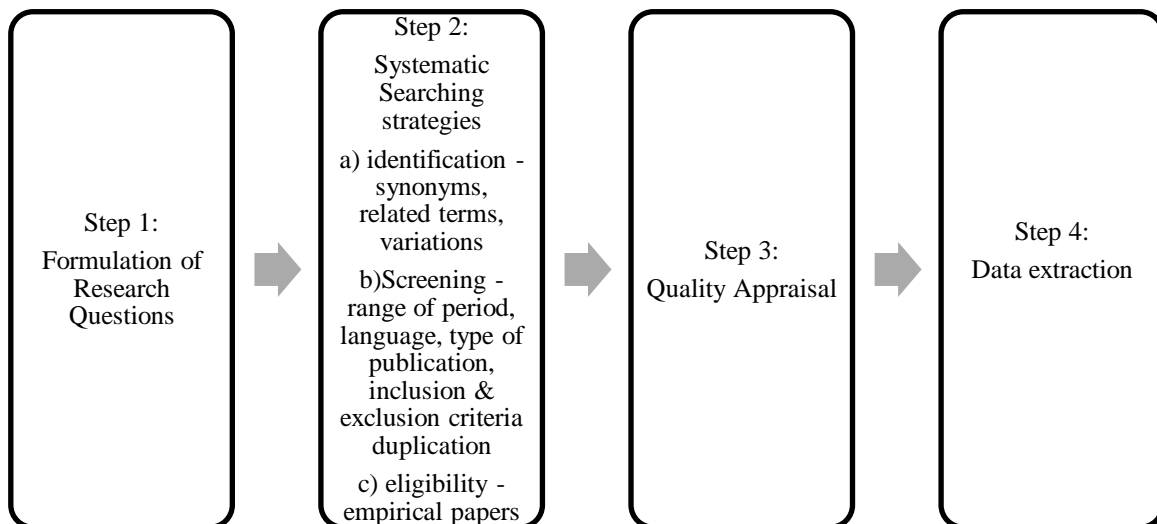 Step 1:
Formulation of
Research
Questions
Step 2:
Systematic
Searching
strategies
a) identification -
synonyms,
related terms,
variations
b)Screening -
range of period,
language, type of
publication,
inclusion &
exclusion criteria
duplication
c) eligibility -
empirical papers
Step 3:
Quality Appraisal
Step 4:
Data extraction